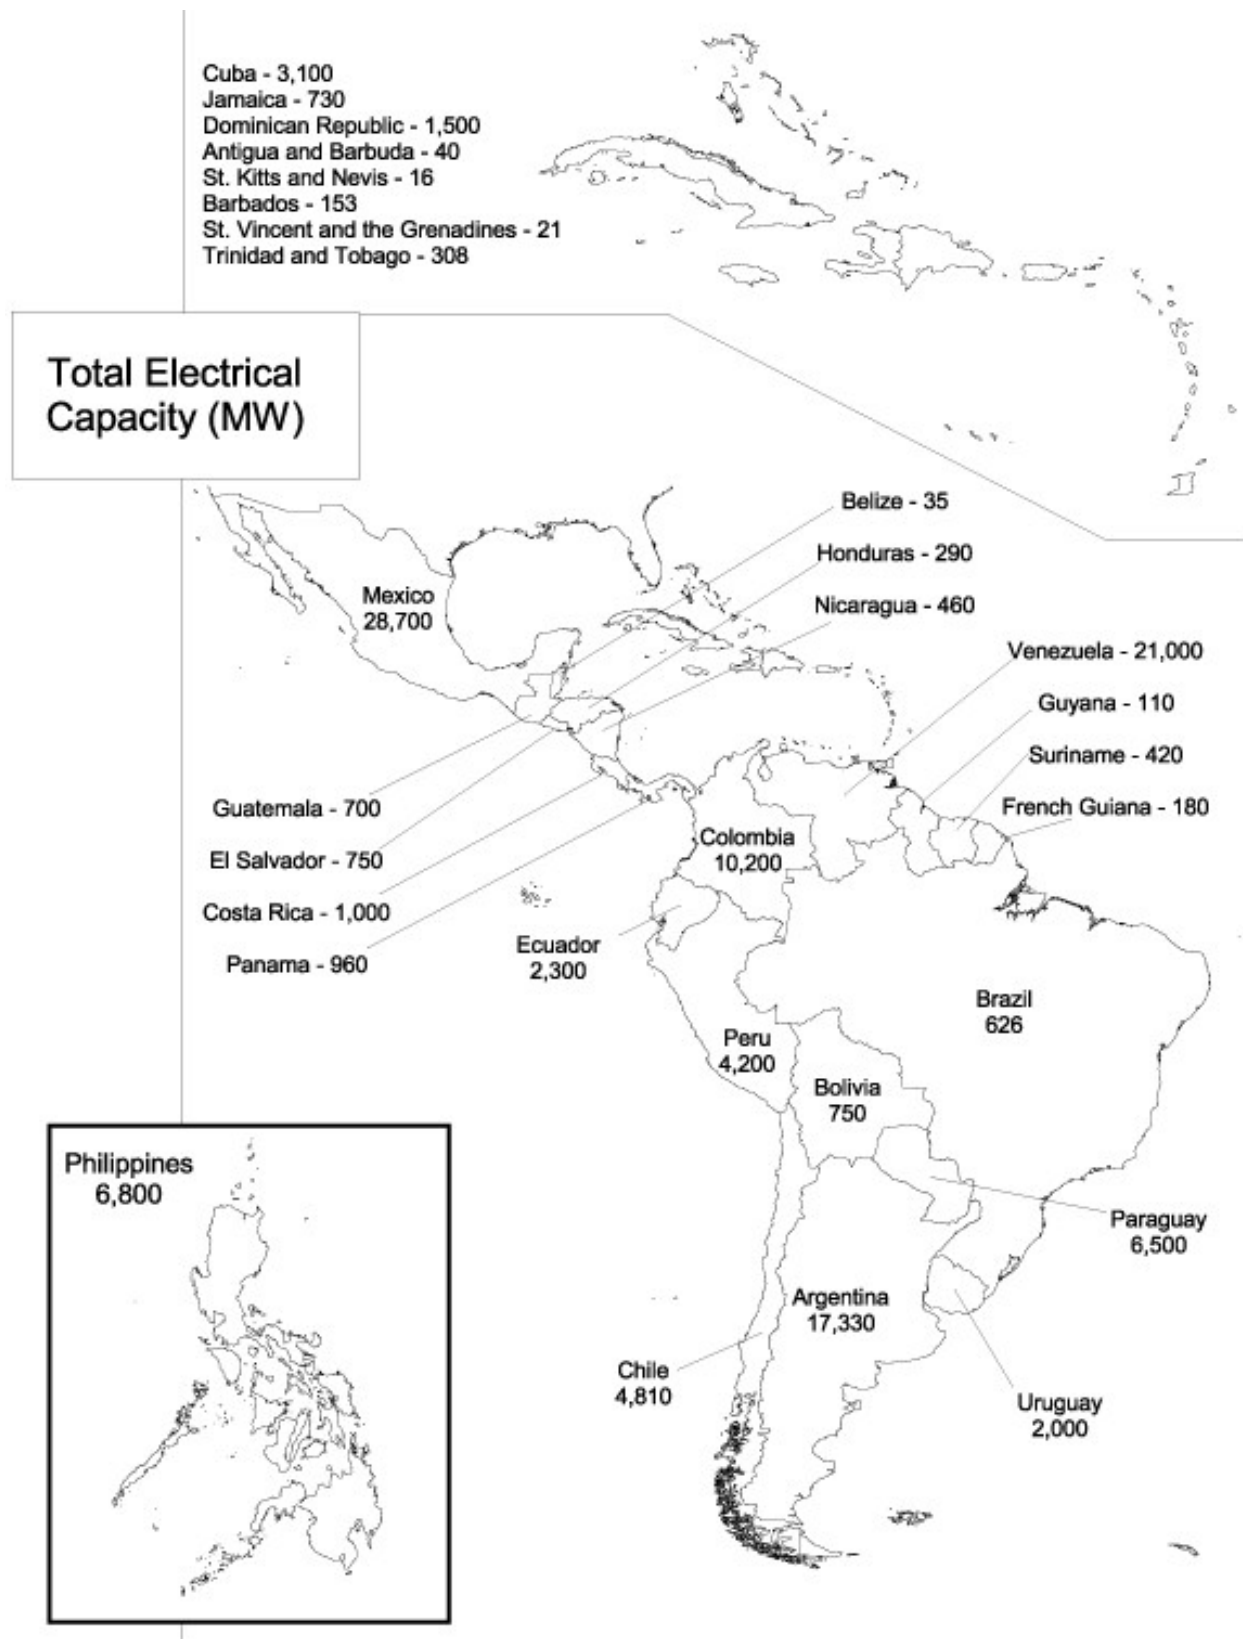 Cuba - 3,100
Jamaica - 730
Dominican Republic - 1,500
Antigua and Barbuda - 40
St. Kitts and Nevis - 16
Barbados - 153
St. Vincent and the Grenadines - 21
Trinidad and Tobago - 308
Total Electrical
Capacity (MW)
Belize - 35
Honduras - 290
Nicaragua - 460
Mexico
28,700
Venezuela - 21,000
Guyana - 110
Suriname - 420
French Guiana - 180
Guatemala - 700
El Salvador - 750
Costa Rica - 1,000
Panama - 960
Colombia
10,200
Ecuador
2,300
Brazil
626
Peru
4,200
Bolivia
750
Philippines
6,800
Paraguay
6,500
Argentina
17,330
Chile
4,810
Uruguay
2,000